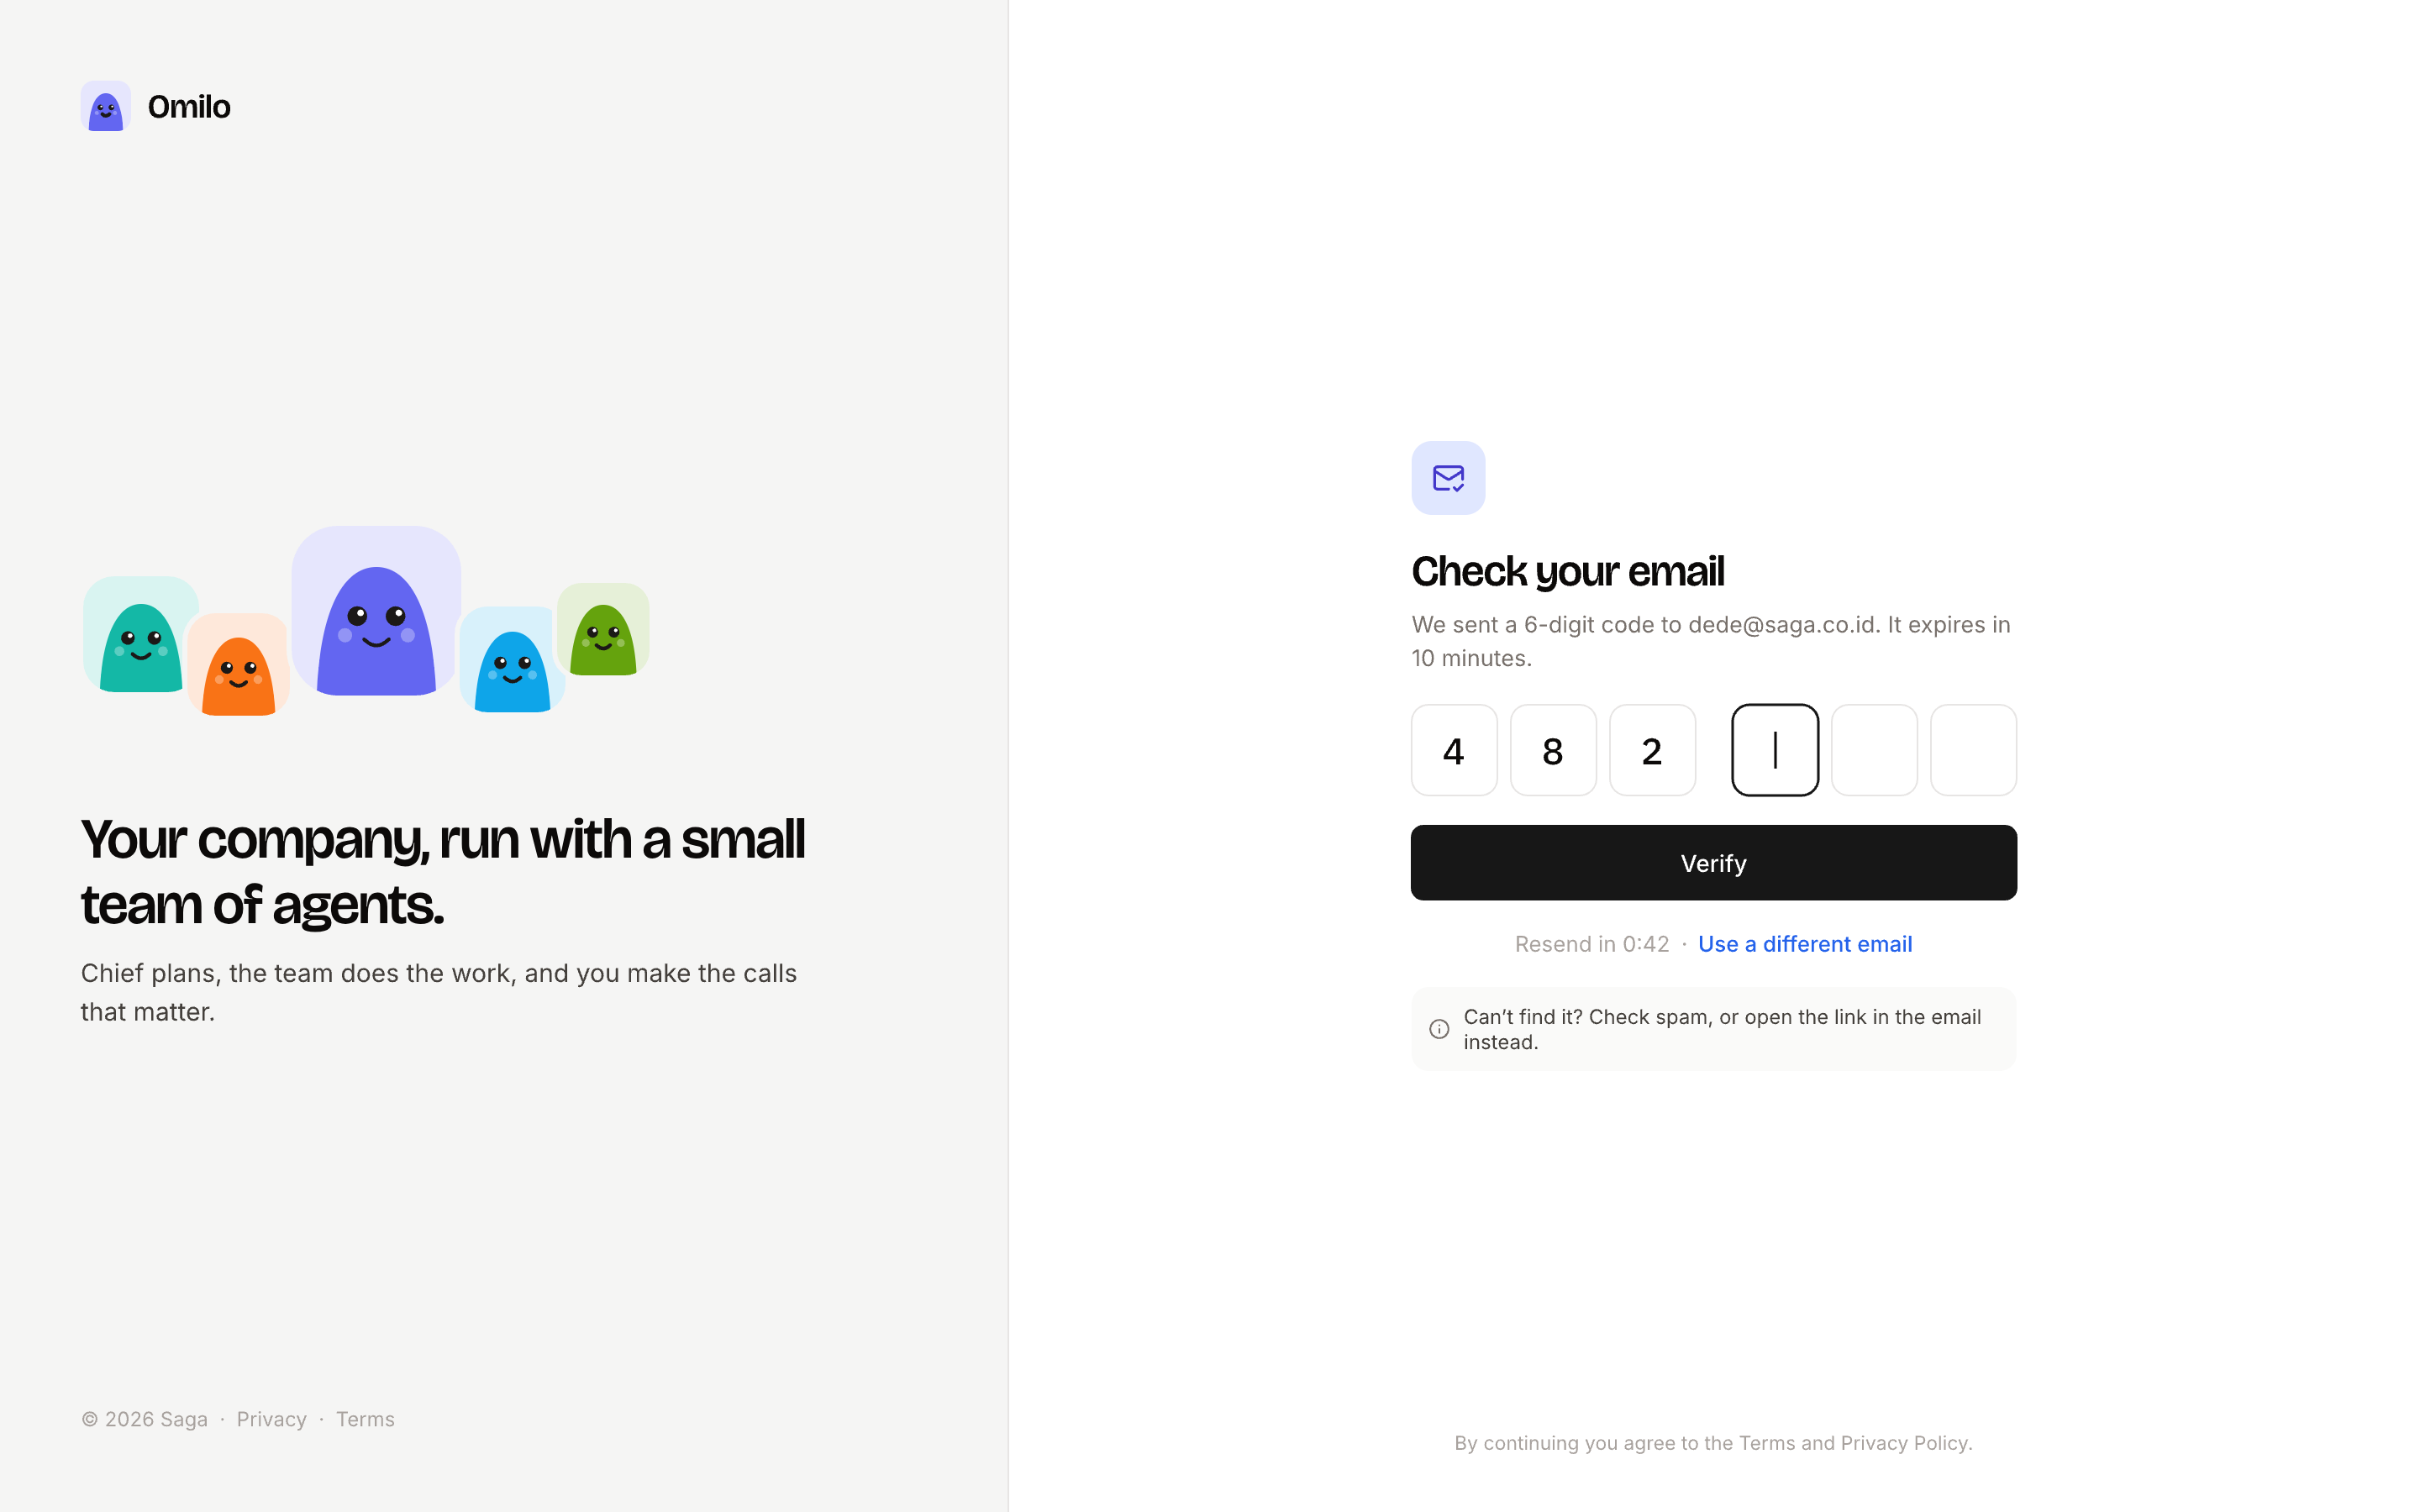 Omilo
Your company, run with a small
team of agents.
Chief plans, the team does the work, and you make the calls
that matter.
© 2026 Saga · Privacy · Terms
Check your email
We sent a 6-digit code to dede@saga.co.id. It expires in
10 minutes.
4 8 2
Verify
Resend in 0:42 · Use a different email
Can’t find it? Check spam, or open the link in the email
instead.
By continuing you agree to the Terms and Privacy Policy.